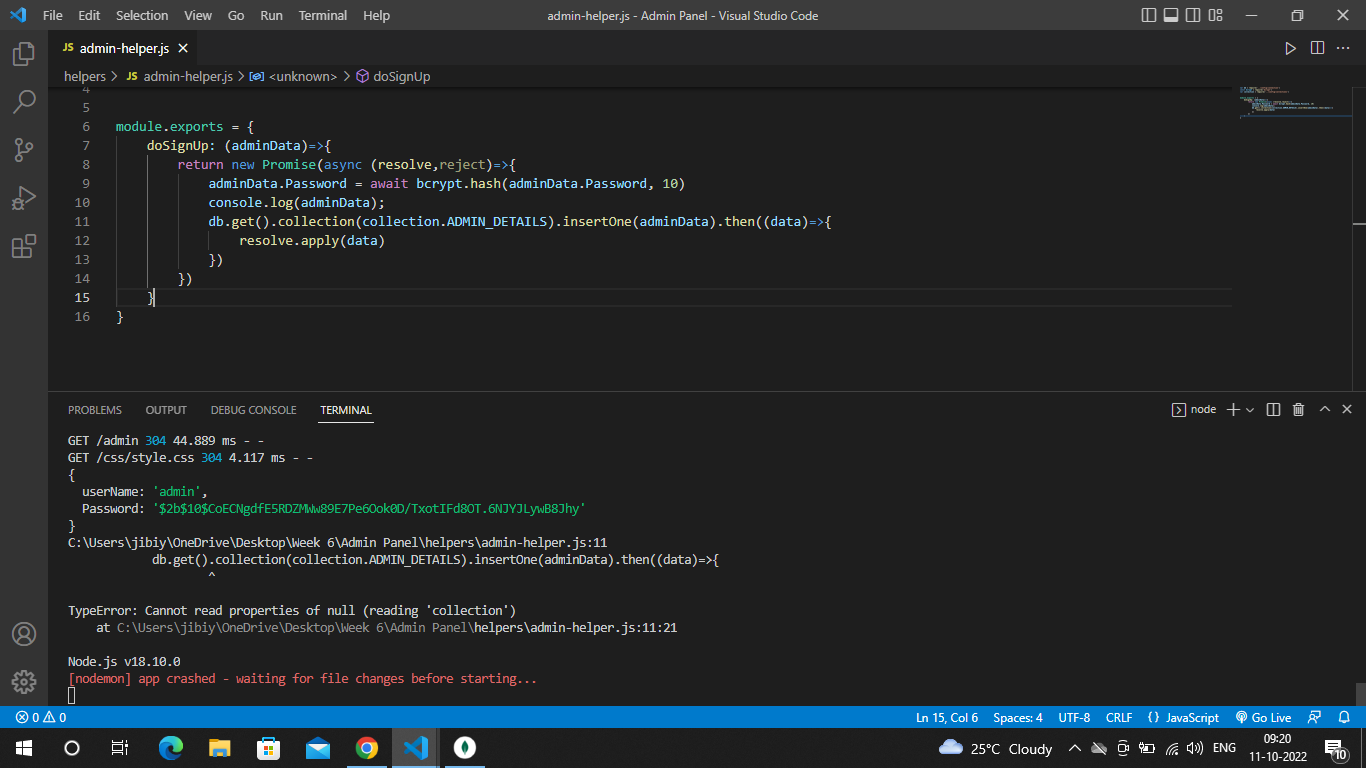 File Edit Selection View Go Run Terminal Help admin-helper.js - Admin Panel - Visual Studio Code
JS admin-helper.js
helpers > JS admin-helper.js > <unknown> > doSignUp
4
5
6 module.exports = {
7 doSignUp: (adminData)=>{
8 return new Promise(async (resolve,reject)=>{
9 adminData.Password = await bcrypt.hash(adminData.Password, 10)
10 console.log(adminData);
11 db.get().collection(collection.ADMIN_DETAILS).insertOne(adminData).then((data)=>{
12 resolve.apply(data)
13 })
14 })
15 }
16 }
PROBLEMS OUTPUT DEBUG CONSOLE TERMINAL node
GET /admin 304 44.889 ms - -
GET /css/style.css 304 4.117 ms - -
{
userName: 'admin',
Password: '$2b$10$CoECNgdfE5RDZMWw89E7Pe6Ook0D/TxotIFd8OT.6NJYJLywB8Jhy'
}
C:\Users\jibiy\OneDrive\Desktop\Week 6\Admin Panel\helpers\admin-helper.js:11
db.get().collection(collection.ADMIN_DETAILS).insertOne(adminData).then((data)=>{
^
TypeError: Cannot read properties of null (reading 'collection')
at C:\Users\jibiy\OneDrive\Desktop\Week 6\Admin Panel\helpers\admin-helper.js:11:21
Node.js v18.10.0
[nodemon] app crashed - waiting for file changes before starting...
0 0 Ln 15, Col 6 Spaces: 4 UTF-8 CRLF {} JavaScript Go Live
25°C Cloudy ENG 09:20
11-10-2022 10